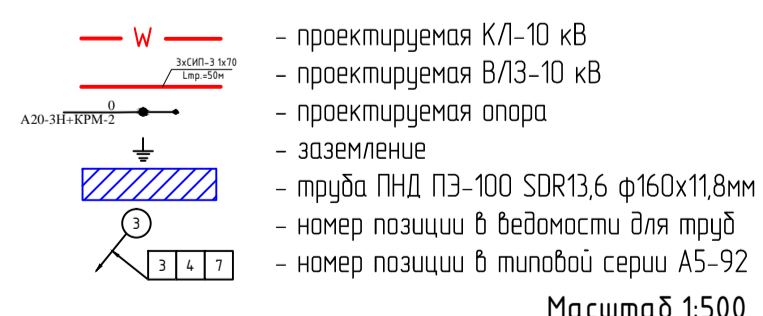 W – проектируемая КЛ-10 кВ
3хСИП-3 1х70
Lтр.=50м
– проектируемая ВЛЗ-10 кВ
0
А20-3Н+КРМ-2
– проектируемая опора
– заземление
– труба ПНД ПЭ-100 SDR13,6 ф160х11,8мм
3 – номер позиции в ведомости для труб
3 4 7 – номер позиции в типовой серии А5-92
Масштаб 1:500